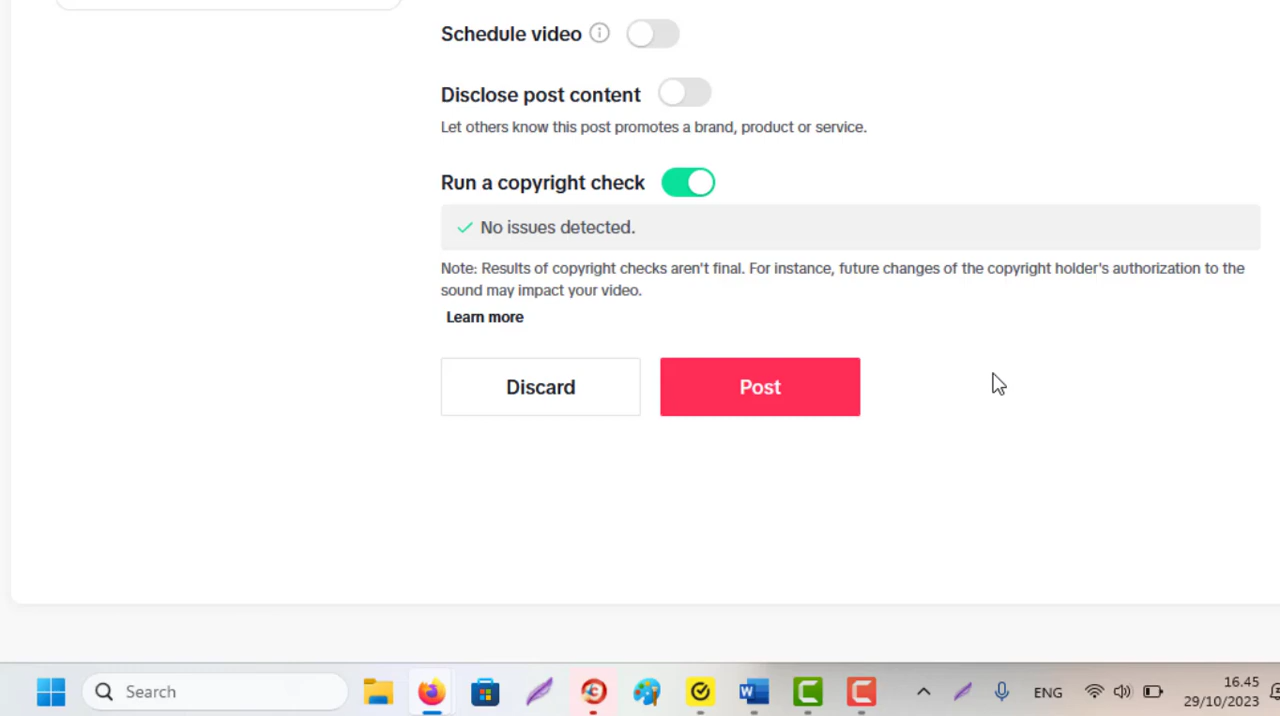 Schedule video
Disclose post content
Let others know this post promotes a brand, product or service.
Run a copyright check
No issues detected.
Note: Results of copyright checks aren't final. For instance, future changes of the copyright holder's authorization to the
sound may impact your video.
Learn more
Discard Post
Search ENG 16.45
29/10/2023